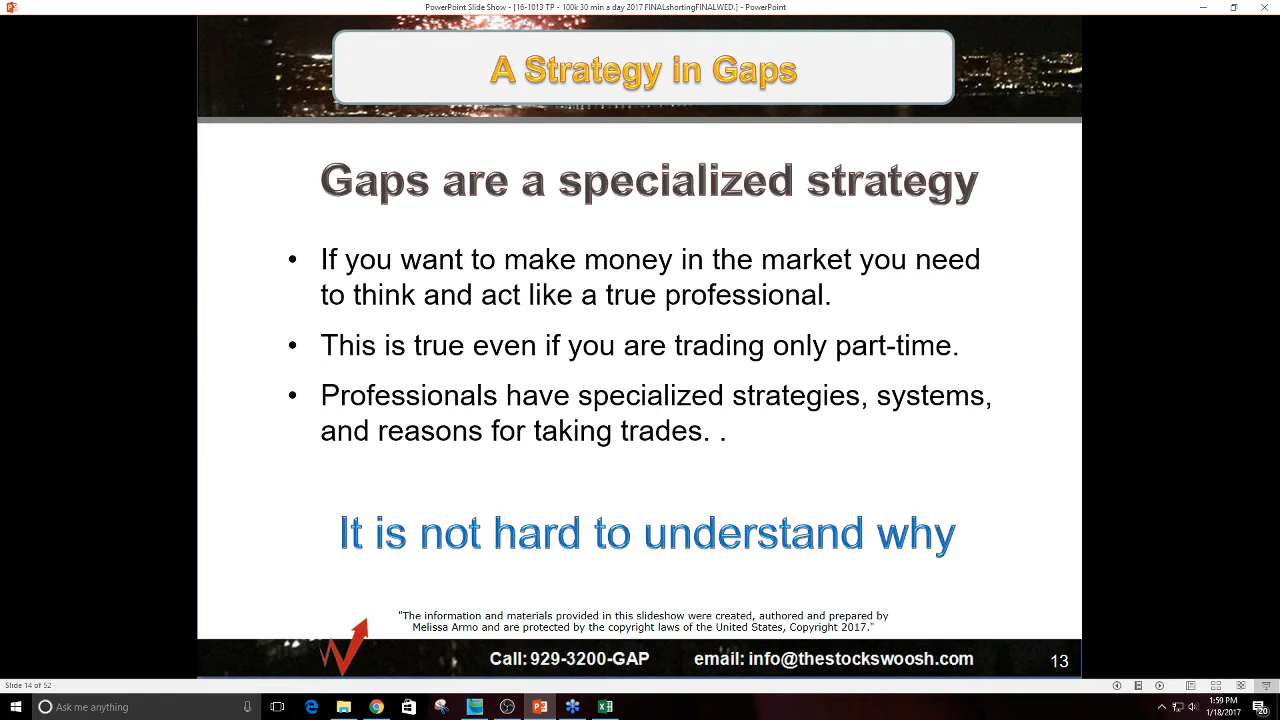 PowerPoint Slide Show - [16-1013 TP - 100k 30 min a day 2017 FINALshortingFINALWED.] - PowerPoint
A Strategy in Gaps
Gaps are a specialized strategy
• If you want to make money in the market you need
to think and act like a true professional.
• This is true even if you are trading only part-time.
• Professionals have specialized strategies, systems,
and reasons for taking trades. .
It is not hard to understand why
"The information and materials provided in this slideshow were created, authored and prepared by
Melissa Armo and are protected by the copyright laws of the United States, Copyright 2017."
Call: 929-3200-GAP email: info@thestockswoosh.com 13
Slide 14 of 52
Ask me anything
1:59 PM
1/18/2017
20